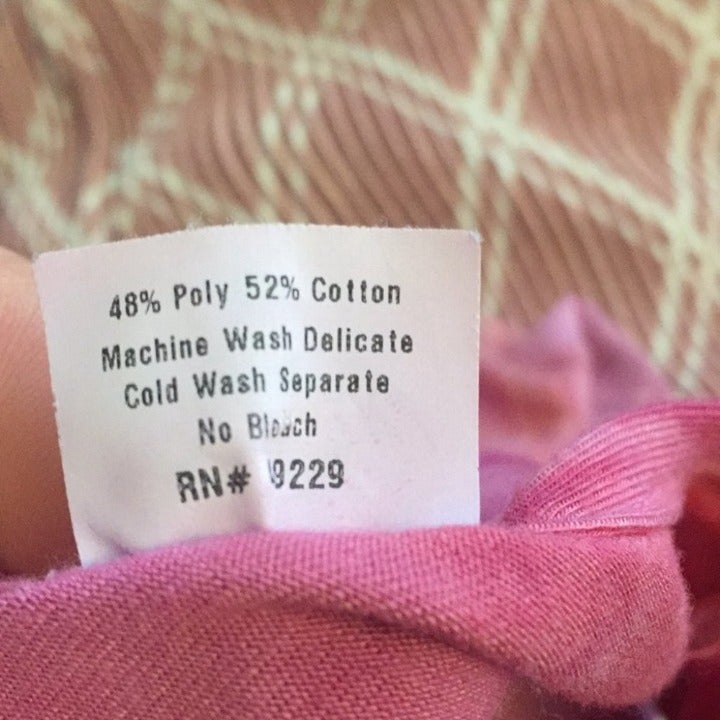 48% Poly 52% Cotton
Machine Wash Delicate
Cold Wash Separate
No Bleach
RN# 9229